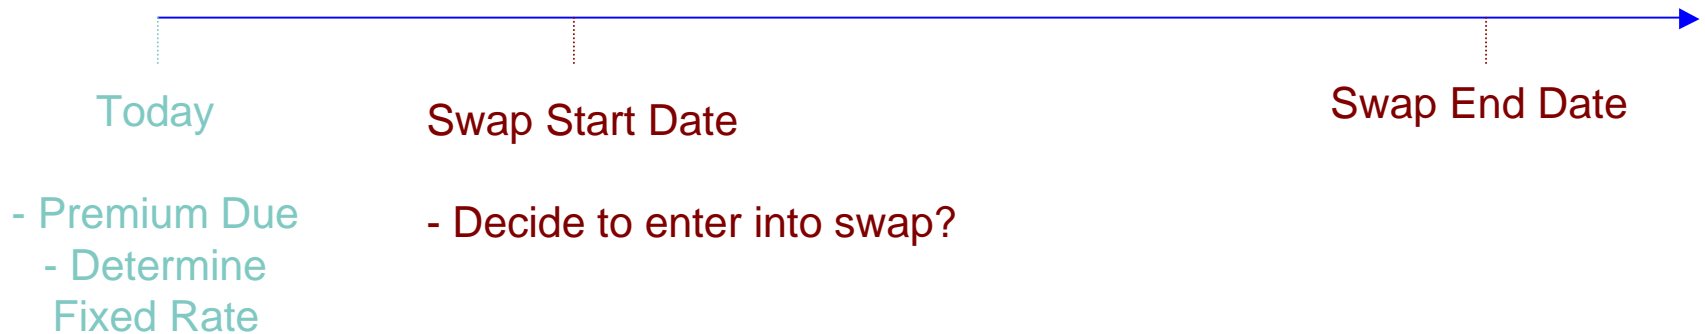 Today
- Premium Due
- Determine
Fixed Rate
Swap Start Date
- Decide to enter into swap?
Swap End Date